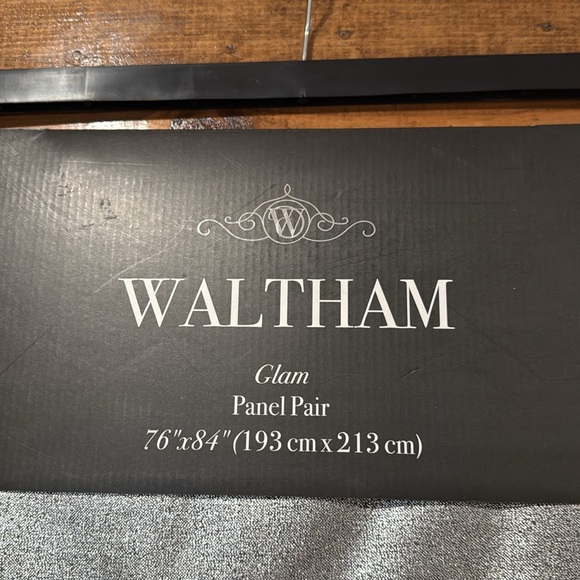 W
WALTHAM
Glam
Panel Pair
76"x84" (193 cm x 213 cm)